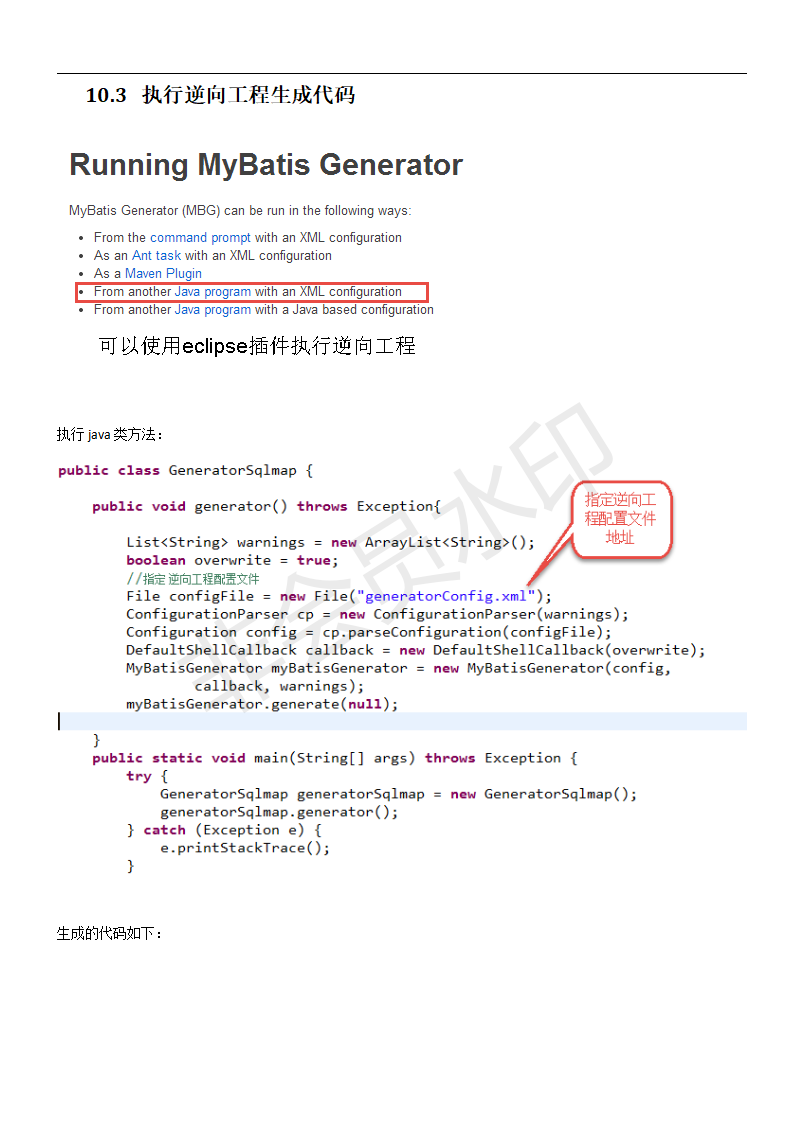 10.3 执行逆向工程生成代码
Running MyBatis Generator
MyBatis Generator (MBG) can be run in the following ways:
• From the command prompt with an XML configuration
• As an Ant task with an XML configuration
• As a Maven Plugin
• From another Java program with an XML configuration
• From another Java program with a Java based configuration
可以使用eclipse插件执行逆向工程
执行 java 类方法：
public class GeneratorSqlmap {
public void generator() throws Exception{
List<String> warnings = new ArrayList<String>();
boolean overwrite = true;
//指定 逆向工程配置文件
File configFile = new File("generatorConfig.xml");
ConfigurationParser cp = new ConfigurationParser(warnings);
Configuration config = cp.parseConfiguration(configFile);
DefaultShellCallback callback = new DefaultShellCallback(overwrite);
MyBatisGenerator myBatisGenerator = new MyBatisGenerator(config,
callback, warnings);
myBatisGenerator.generate(null);
}
public static void main(String[] args) throws Exception {
try {
GeneratorSqlmap generatorSqlmap = new GeneratorSqlmap();
generatorSqlmap.generator();
} catch (Exception e) {
e.printStackTrace();
}
指定逆向工
程配置文件
地址
生成的代码如下：
非会员水印